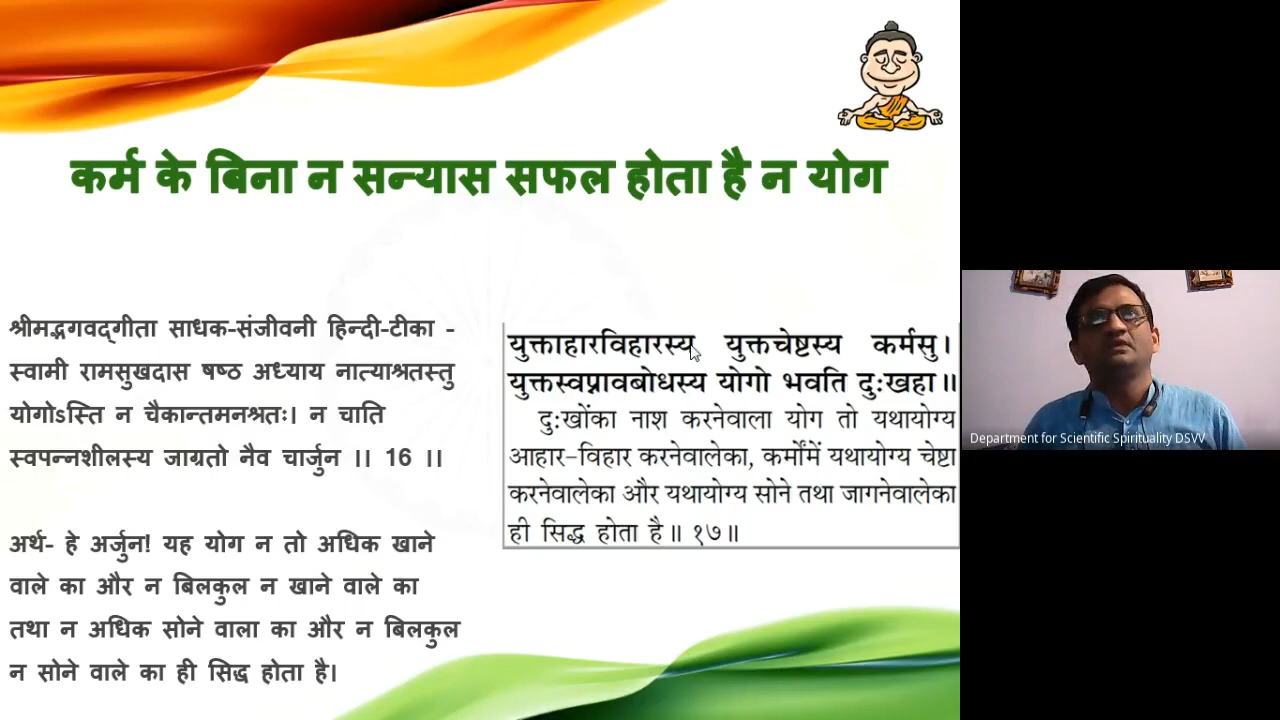 कर्म के बिना न सन्यास सफल होता है न योग
श्रीमद्भगवद्‌गीता साधक-संजीवनी हिन्दी-टीका -
स्वामी रामसुखदास षष्ठ अध्याय नात्याश्रतस्तु
योगोऽस्ति न चैकान्तमनश्रतः। न चाति
स्वपन्नशीलस्य जाग्रतो नैव चार्जुन ।। 16 ।।
अर्थ- हे अर्जुन! यह योग न तो अधिक खाने
वाले का और न बिलकुल न खाने वाले का
तथा न अधिक सोने वाला का और न बिलकुल
न सोने वाले का ही सिद्ध होता है।
युक्ताहारविहारस्य युक्तचेष्टस्य कर्मसु।
युक्तस्वप्नावबोधस्य योगो भवति दुःखहा॥
दुःखोंका नाश करनेवाला योग तो यथायोग्य
आहार-विहार करनेवालेका, कर्मोंमें यथायोग्य चेष्टा
करनेवालेका और यथायोग्य सोने तथा जागनेवालेका
ही सिद्ध होता है॥ १७॥
Department for Scientific Spirituality DSVV